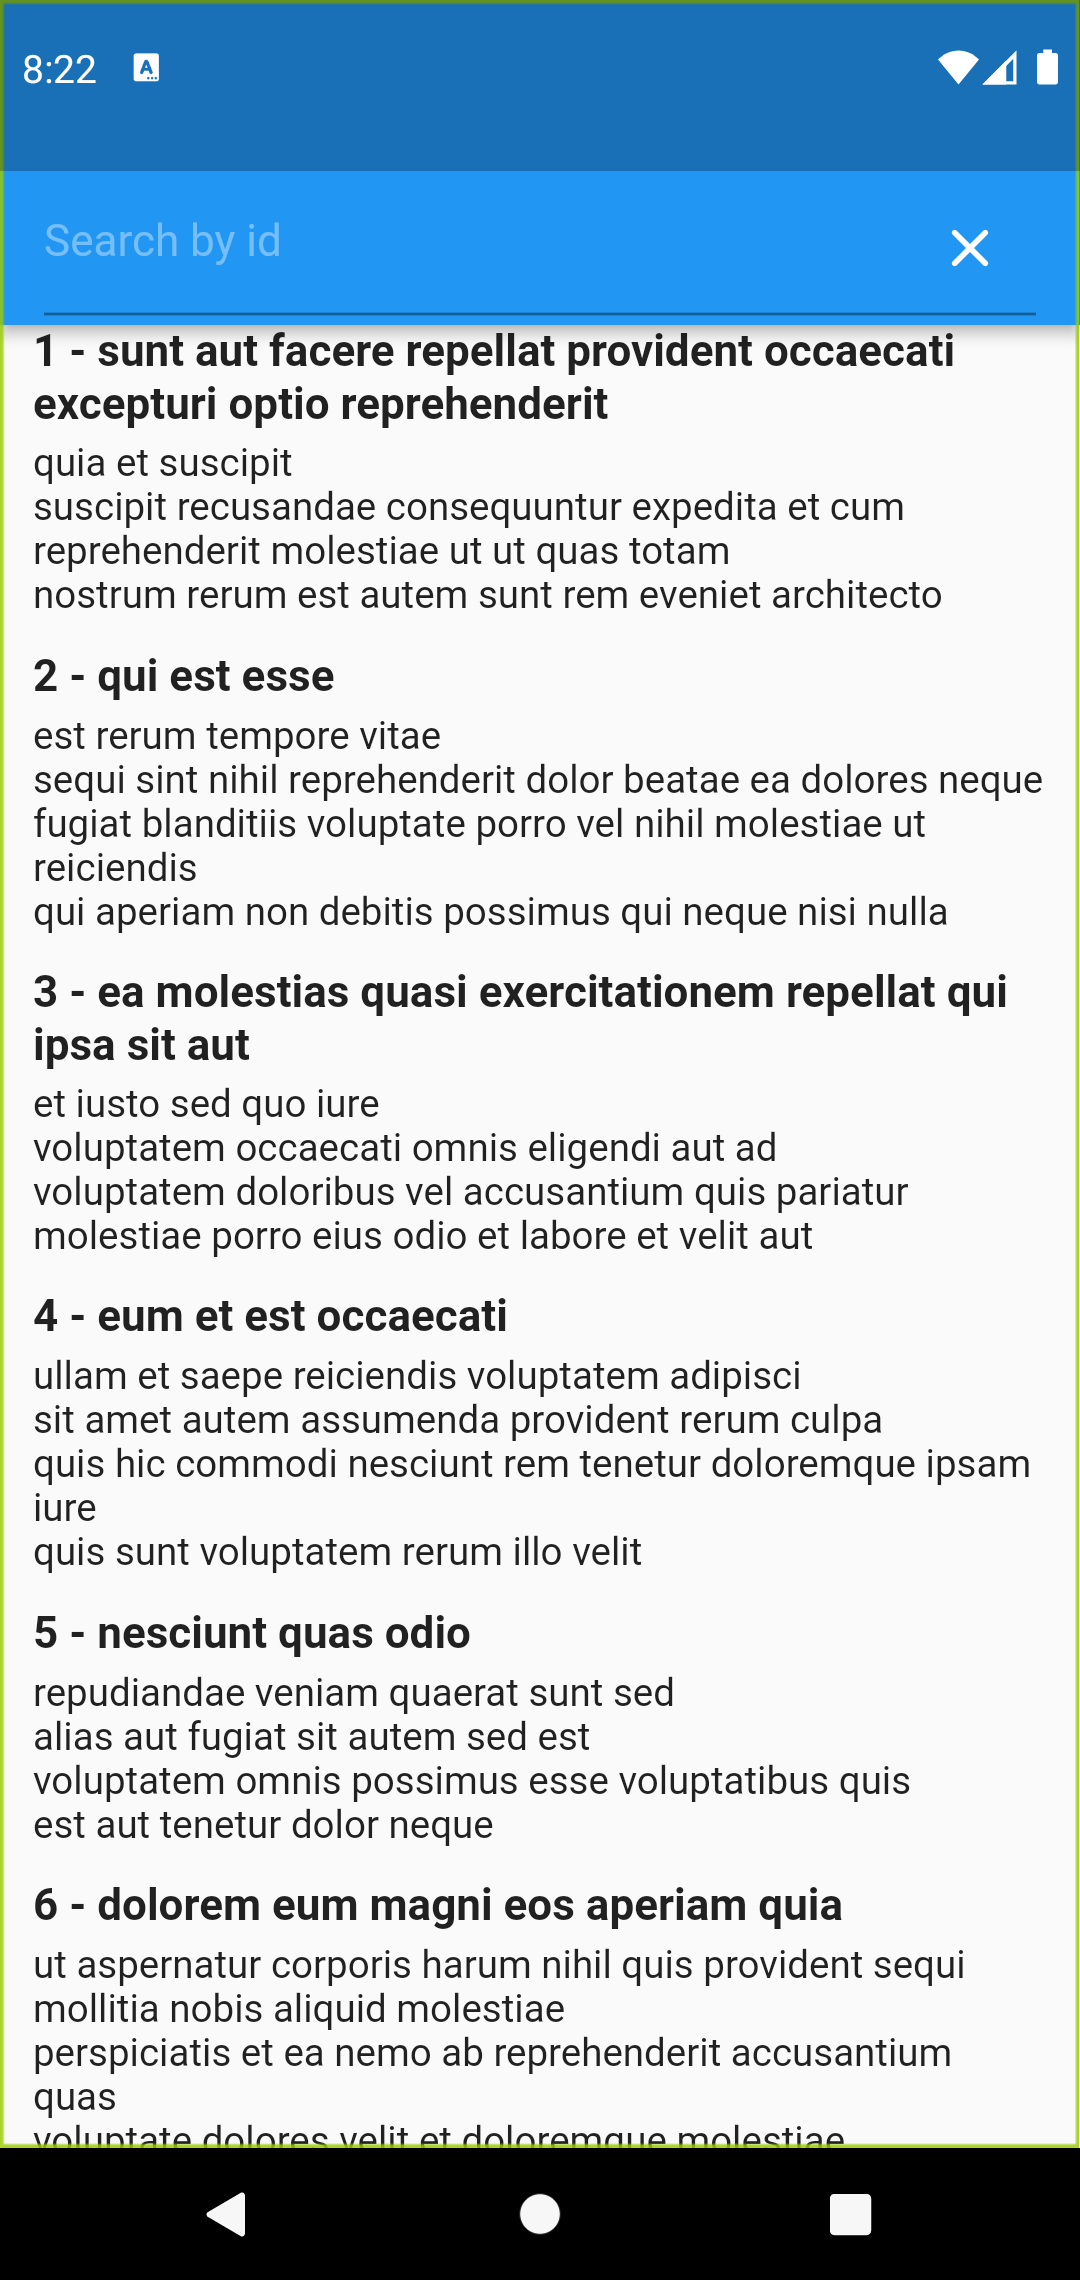 8:22
Search by id
1 - sunt aut facere repellat provident occaecati
excepturi optio reprehenderit
quia et suscipit
suscipit recusandae consequuntur expedita et cum
reprehenderit molestiae ut ut quas totam
nostrum rerum est autem sunt rem eveniet architecto
2 - qui est esse
est rerum tempore vitae
sequi sint nihil reprehenderit dolor beatae ea dolores neque
fugiat blanditiis voluptate porro vel nihil molestiae ut
reiciendis
qui aperiam non debitis possimus qui neque nisi nulla
3 - ea molestias quasi exercitationem repellat qui
ipsa sit aut
et iusto sed quo iure
voluptatem occaecati omnis eligendi aut ad
voluptatem doloribus vel accusantium quis pariatur
molestiae porro eius odio et labore et velit aut
4 - eum et est occaecati
ullam et saepe reiciendis voluptatem adipisci
sit amet autem assumenda provident rerum culpa
quis hic commodi nesciunt rem tenetur doloremque ipsam
iure
quis sunt voluptatem rerum illo velit
5 - nesciunt quas odio
repudiandae veniam quaerat sunt sed
alias aut fugiat sit autem sed est
voluptatem omnis possimus esse voluptatibus quis
est aut tenetur dolor neque
6 - dolorem eum magni eos aperiam quia
ut aspernatur corporis harum nihil quis provident sequi
mollitia nobis aliquid molestiae
perspiciatis et ea nemo ab reprehenderit accusantium
quas
voluptate dolores velit et doloremque molestiae